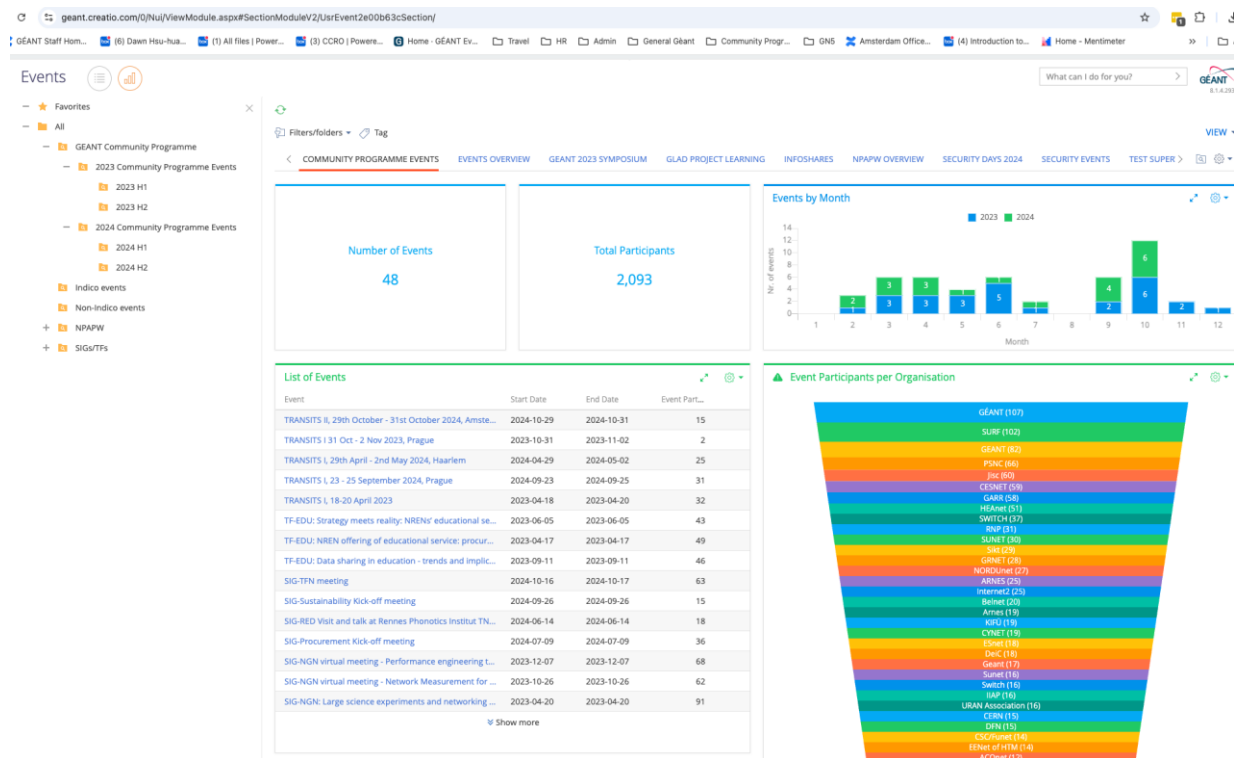 geant.creatio.com/0/Nui/ViewModule.aspx#SectionModuleV2/UsrEvent2e00b63cSection/
GÉANT Staff Hom... (6) Dawn Hsu-hua... (1) All files | Power... (3) CCRO | Powere... Home · GÉANT Ev... Travel HR Admin General Géant Community Progr... GN5 Amsterdam Office... (4) Introduction to... Home - Mentimeter »
Events
What can I do for you?
GÉANT
8.1.4.293
Favorites
All
GEANT Community Programme
2023 Community Programme Events
2023 H1
2023 H2
2024 Community Programme Events
2024 H1
2024 H2
Indico events
Non-Indico events
NPAPW
SIGs/TFs
Filters/folders Tag
VIEW
COMMUNITY PROGRAMME EVENTS EVENTS OVERVIEW GEANT 2023 SYMPOSIUM GLAD PROJECT LEARNING INFOSHARES NPAPW OVERVIEW SECURITY DAYS 2024 SECURITY EVENTS TEST SUPER
Number of Events
48
Total Participants
2,093
Events by Month
2023 2024
14
12
10
8
6
4
2
0
Nr. of events
2 3 3 1 1 1 4 6
1 3 3 3 5 1 2 6 2 1
1 2 3 4 5 6 7 8 9 10 11 12
Month
List of Events
Event Start Date End Date Event Part...
TRANSITS II, 29th October - 31st October 2024, Amste... 2024-10-29 2024-10-31 15
TRANSITS I 31 Oct - 2 Nov 2023, Prague 2023-10-31 2023-11-02 2
TRANSITS I, 29th April - 2nd May 2024, Haarlem 2024-04-29 2024-05-02 25
TRANSITS I, 23 - 25 September 2024, Prague 2024-09-23 2024-09-25 31
TRANSITS I, 18-20 April 2023 2023-04-18 2023-04-20 32
TF-EDU: Strategy meets reality: NRENs' educational se... 2023-06-05 2023-06-05 43
TF-EDU: NREN offering of educational service: procur... 2023-04-17 2023-04-17 49
TF-EDU: Data sharing in education - trends and implic... 2023-09-11 2023-09-11 46
SIG-TFN meeting 2024-10-16 2024-10-17 63
SIG-Sustainability Kick-off meeting 2024-09-26 2024-09-26 15
SIG-RED Visit and talk at Rennes Phonotics Institut TN... 2024-06-14 2024-06-14 18
SIG-Procurement Kick-off meeting 2024-07-09 2024-07-09 36
SIG-NGN virtual meeting - Performance engineering t... 2023-12-07 2023-12-07 68
SIG-NGN virtual meeting - Network Measurement for ... 2023-10-26 2023-10-26 62
SIG-NGN: Large science experiments and networking ... 2023-04-20 2023-04-20 91
Show more
Event Participants per Organisation
GÉANT (107)
SURF (102)
GEANT (82)
PSNC (66)
Jisc (60)
CESNET (59)
GARR (58)
HEAnet (51)
SWITCH (37)
RNP (31)
SUNET (30)
Sikt (29)
GRNET (28)
NORDUnet (27)
ARNES (25)
Internet2 (25)
Belnet (20)
Arnes (19)
KIFÜ (19)
CYNET (19)
ESnet (18)
DeiC (18)
Geant (17)
Sunet (16)
Switch (16)
IIAP (16)
URAN Association (16)
CERN (15)
DFN (15)
CSC/Funet (14)
EENet of HTM (14)